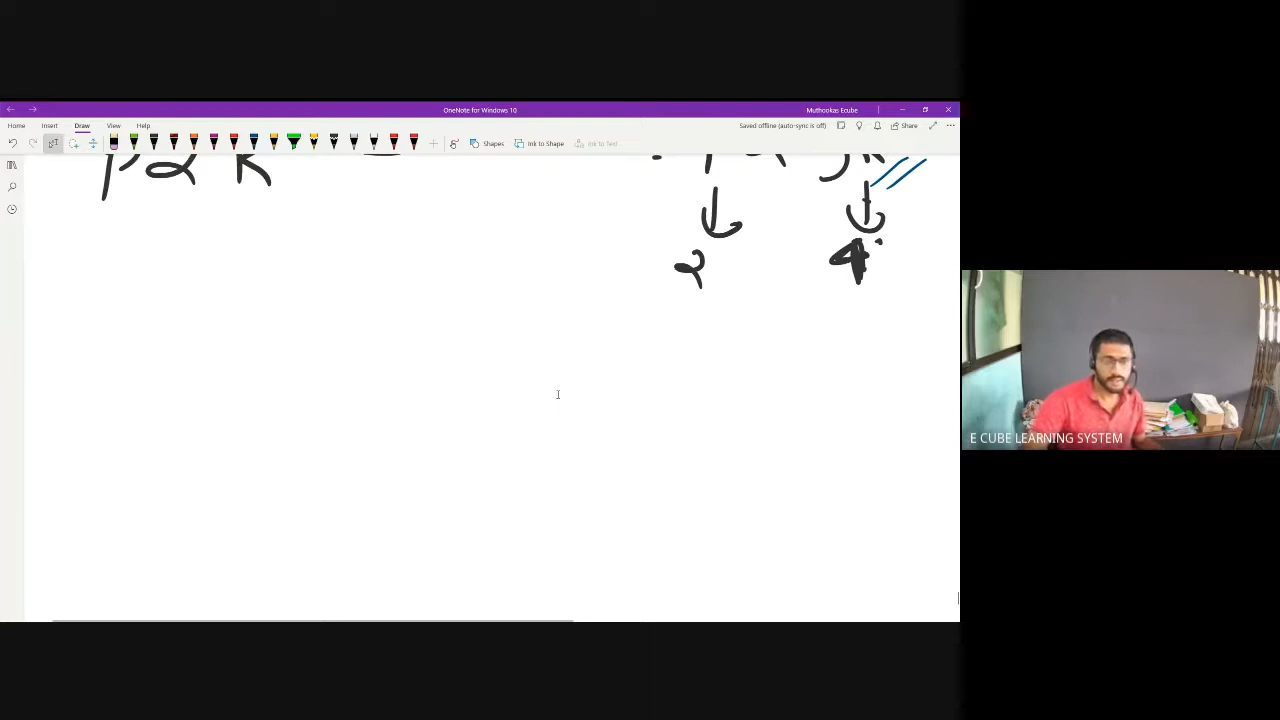 OneNote for Windows 10
Muthookas Ecube
Home Insert Draw View Help
Saved offline (auto-sync is off)
Share
Shapes
Ink to Shape
Ink to Text
2 4
E CUBE LEARNING SYSTEM